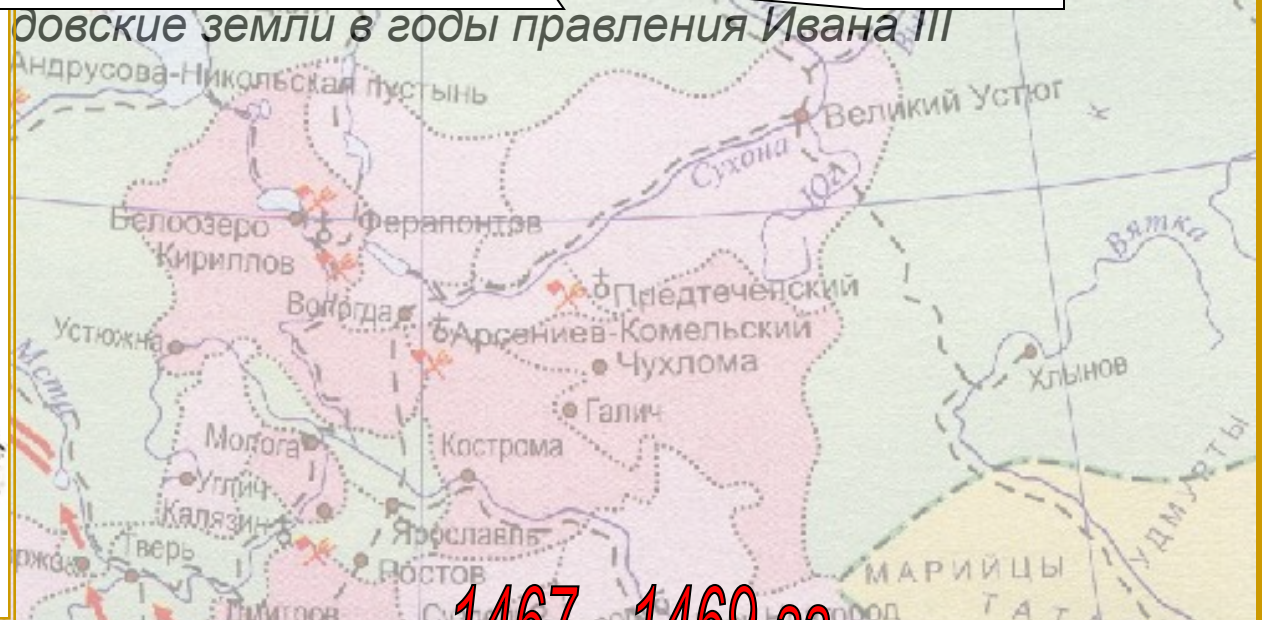 довские земли в годы правления Ивана III
Андрусова-Никольская пустынь
Великий Устюг
К
Сухона
ЮГ
Белоозеро
Ферапонтов
Кириллов
Вятка
Вологда
Предтеченский
Устюжна
Арсениев-Комельский
Чухлома
Хлынов
Мста
Галич
Молога
Кострома
Углич
Калязин
Ярославль
УДМУРТЫ
Тверь
Ростов
МАРИЙЦЫ
Дмитров
ТАТ
1467 - 1469 гг